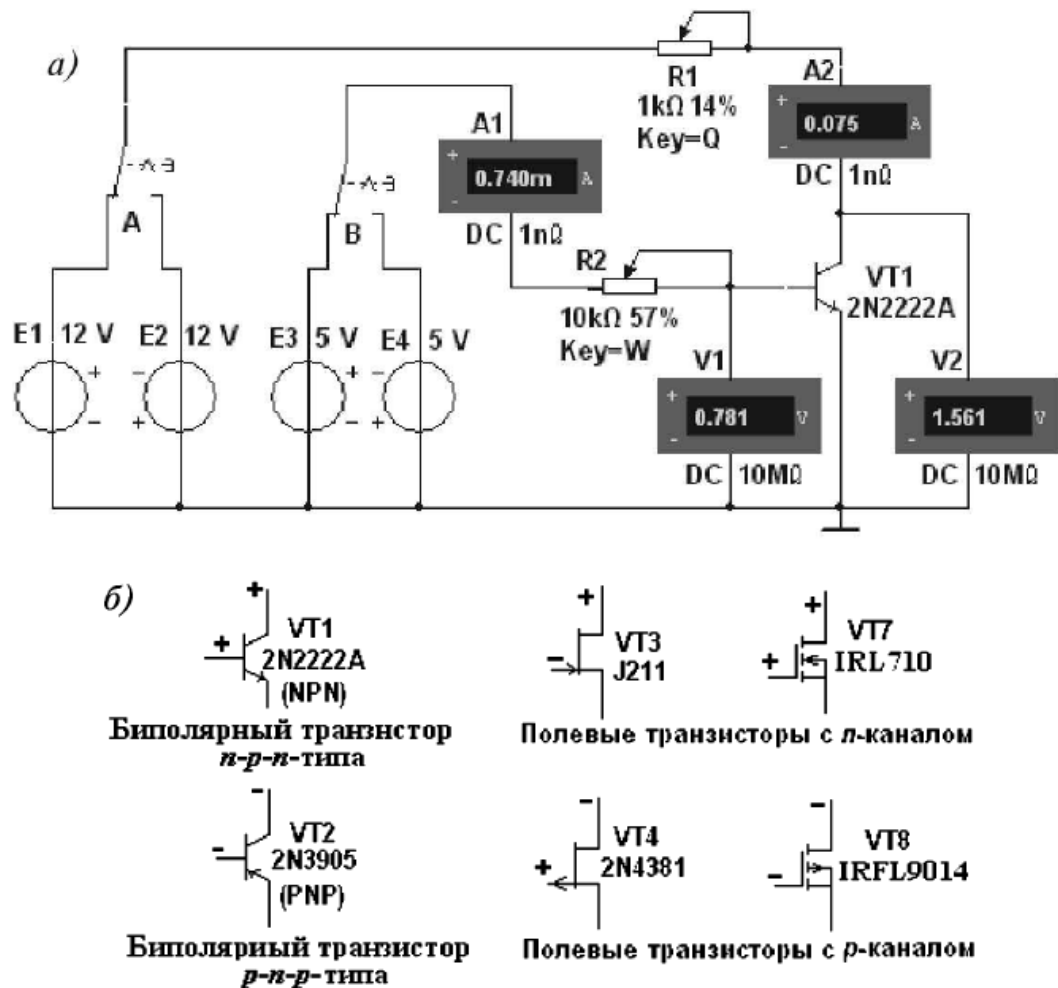 а)
R1
1kΩ 14%
Key=Q
A2
0.075 A
DC 1nΩ
A1
0.740m A
DC 1nΩ
A
B
R2
10kΩ 57%
Key=W
VT1
2N2222A
E1 12 V
E2 12 V
E3 5 V
E4 5 V
V1
0.781 V
DC 10MΩ
V2
1.561 V
DC 10MΩ
б)
VT1
2N2222A
(NPN)
Биполярный транзистор
n-p-n-типа
VT3
J211
VT7
IRL710
Полевые транзисторы с n-каналом
VT2
2N3905
(PNP)
Биполярный транзистор
p-n-p-типа
VT4
2N4381
VT8
IRFL9014
Полевые транзисторы с p-каналом